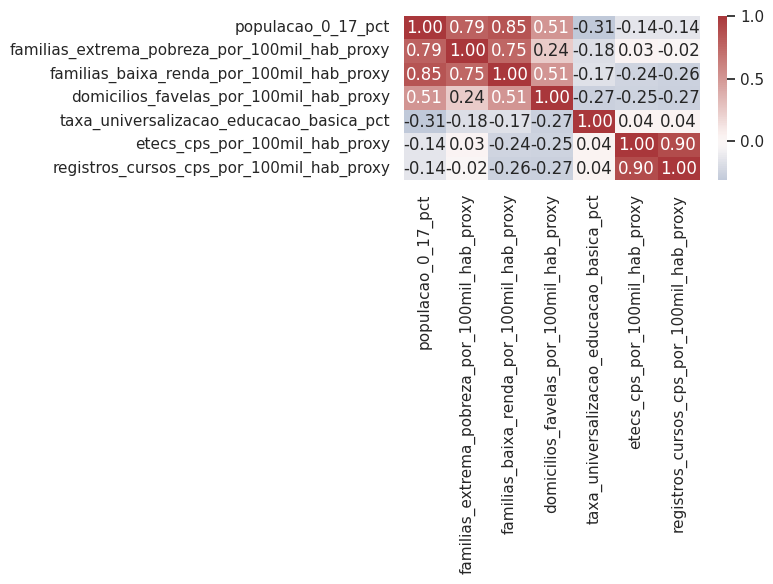 populacao_0_17_pct 1.00 0.79 0.85 0.51 -0.31 -0.14 -0.14
familias_extrema_pobreza_por_100mil_hab_proxy 0.79 1.00 0.75 0.24 -0.18 0.03 -0.02
familias_baixa_renda_por_100mil_hab_proxy 0.85 0.75 1.00 0.51 -0.17 -0.24 -0.26
domicilios_favelas_por_100mil_hab_proxy 0.51 0.24 0.51 1.00 -0.27 -0.25 -0.27
taxa_universalizacao_educacao_basica_pct -0.31 -0.18 -0.17 -0.27 1.00 0.04 0.04
etecs_cps_por_100mil_hab_proxy -0.14 0.03 -0.24 -0.25 0.04 1.00 0.90
registros_cursos_cps_por_100mil_hab_proxy -0.14 -0.02 -0.26 -0.27 0.04 0.90 1.00
populacao_0_17_pct
familias_extrema_pobreza_por_100mil_hab_proxy
familias_baixa_renda_por_100mil_hab_proxy
domicilios_favelas_por_100mil_hab_proxy
taxa_universalizacao_educacao_basica_pct
etecs_cps_por_100mil_hab_proxy
registros_cursos_cps_por_100mil_hab_proxy
1.0
0.5
0.0